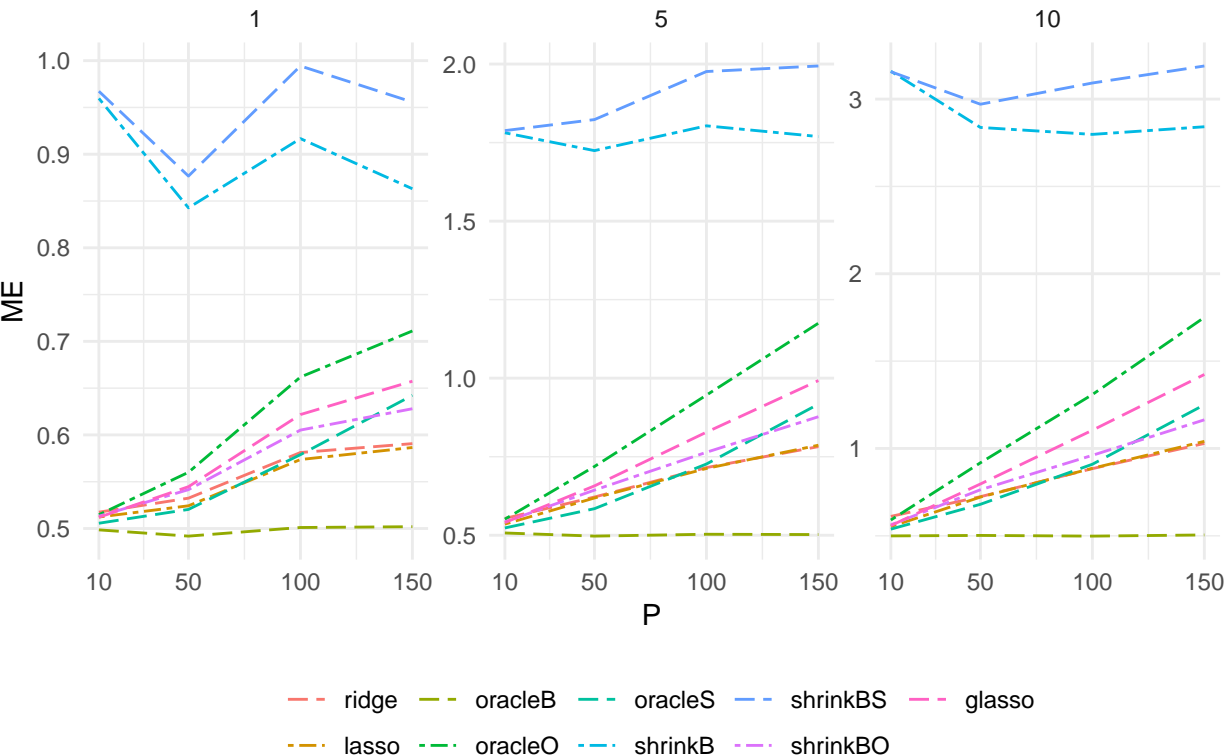 1 5 10
1.0 2.0
3
0.9
1.5
0.8
2
0.7
1.0
0.6
1
0.5 0.5
ME
10 50 100 150 10 50 100 150 10 50 100 150
P
ridge oracleB oracleS shrinkBS glasso
lasso oracleO shrinkB shrinkBO